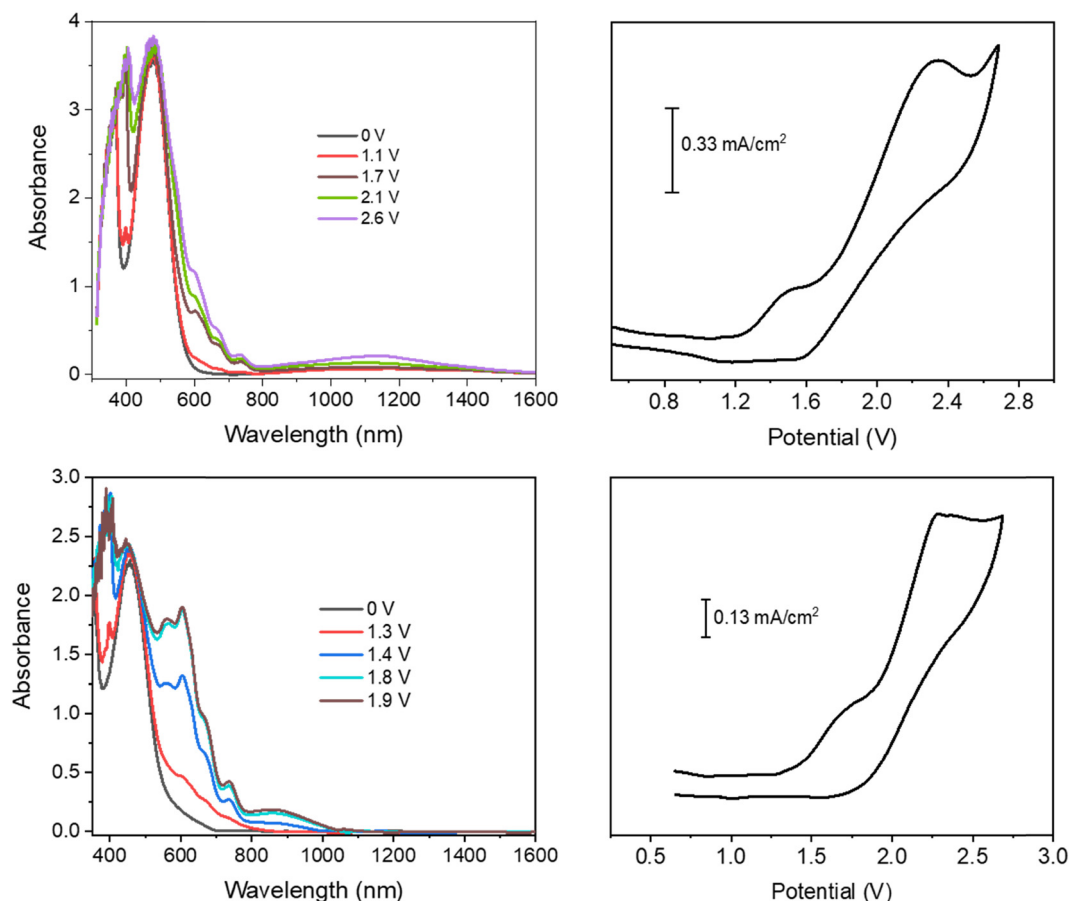 4
3
2
1
0
Absorbance
0 V
1.1 V
1.7 V
2.1 V
2.6 V
400 600 800 1000 1200 1400 1600
Wavelength (nm)
0.33 mA/cm²
0.8 1.2 1.6 2.0 2.4 2.8
Potential (V)
3.0
2.5
2.0
1.5
1.0
0.5
0.0
Absorbance
0 V
1.3 V
1.4 V
1.8 V
1.9 V
400 600 800 1000 1200 1400 1600
Wavelength (nm)
0.13 mA/cm²
0.5 1.0 1.5 2.0 2.5 3.0
Potential (V)